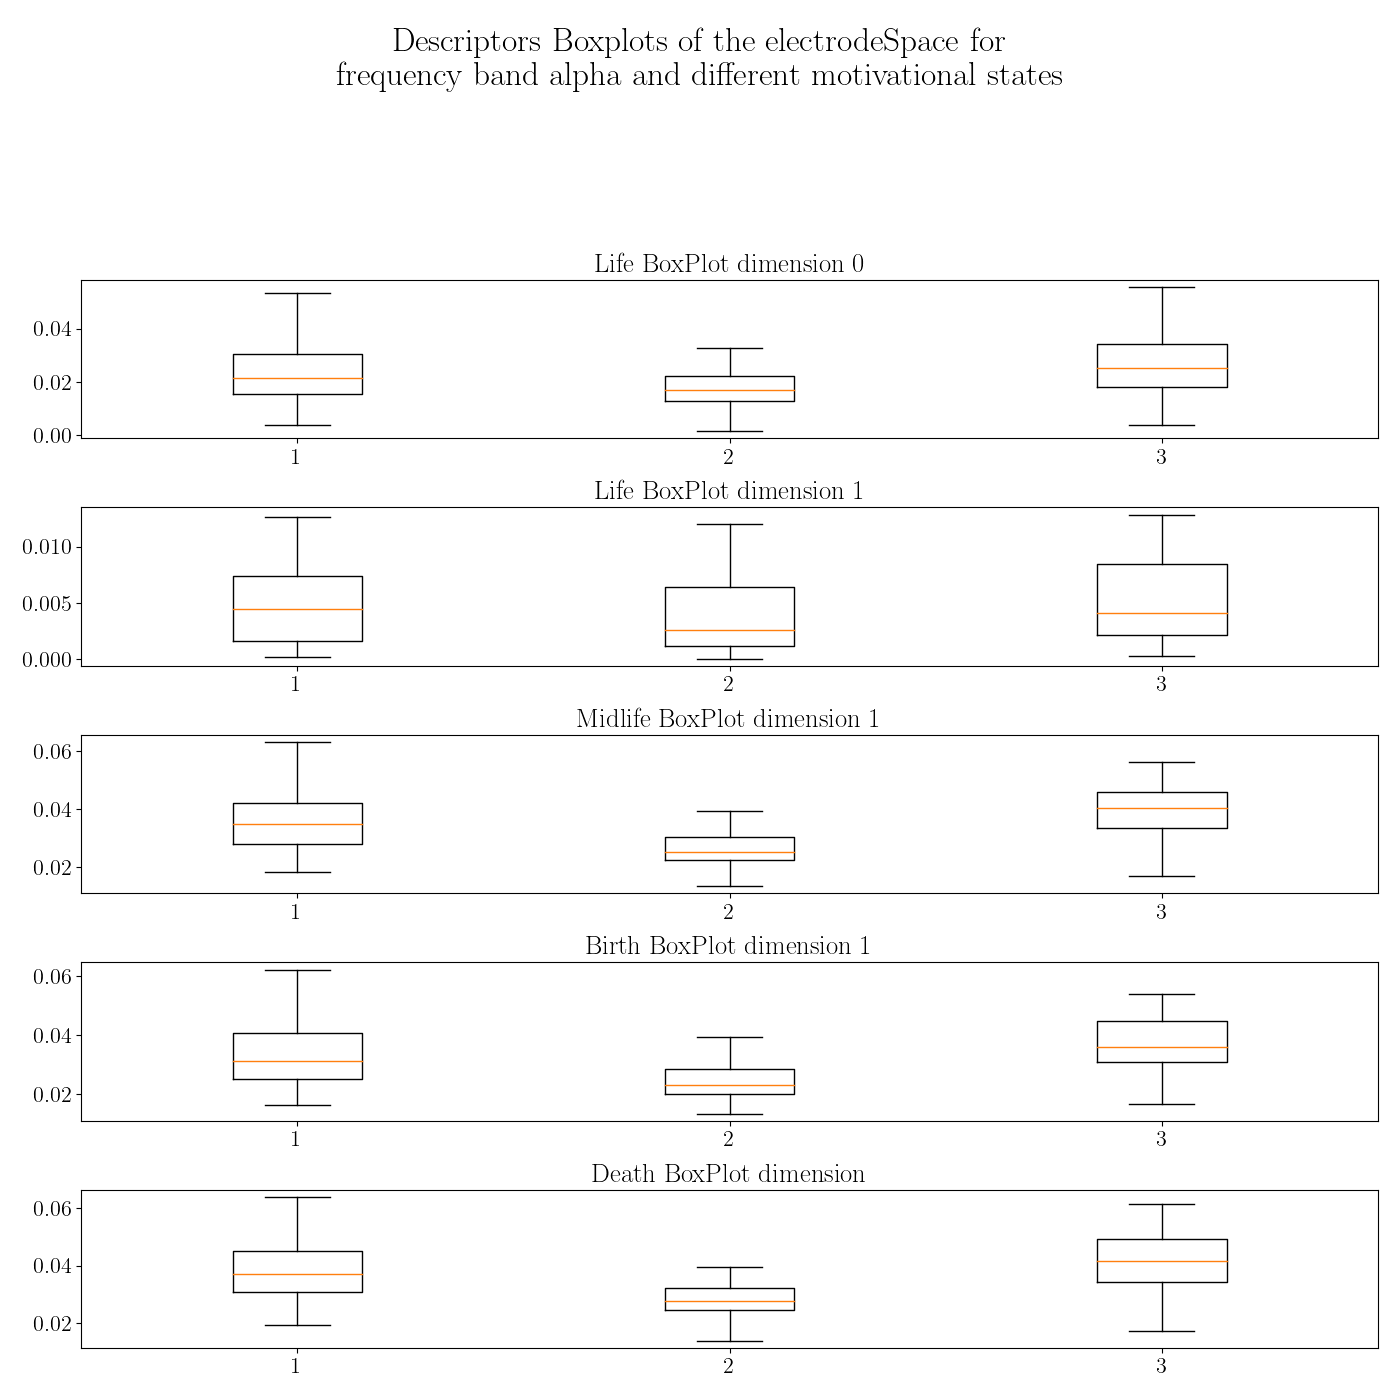 Descriptors Boxplots of the electrodeSpace for
frequency band alpha and different motivational states
Life BoxPlot dimension 0
0.04
0.02
0.00
1 2 3
Life BoxPlot dimension 1
0.010
0.005
0.000
1 2 3
Midlife BoxPlot dimension 1
0.06
0.04
0.02
1 2 3
Birth BoxPlot dimension 1
0.06
0.04
0.02
1 2 3
Death BoxPlot dimension
0.06
0.04
0.02
1 2 3